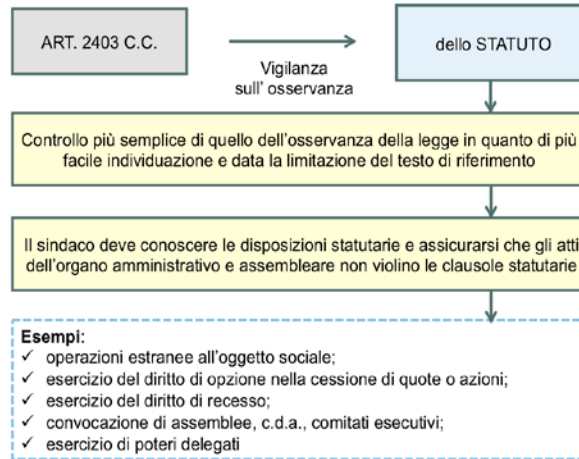 ART. 2403 C.C.
dello STATUTO
Vigilanza
sull' osservanza
Controllo più semplice di quello dell'osservanza della legge in quanto di più
facile individuazione e data la limitazione del testo di riferimento
Il sindaco deve conoscere le disposizioni statutarie e assicurarsi che gli atti
dell'organo amministrativo e assembleare non violino le clausole statutarie
Esempi:
✓ operazioni estranee all'oggetto sociale;
✓ esercizio del diritto di opzione nella cessione di quote o azioni;
✓ esercizio del diritto di recesso;
✓ convocazione di assemblee, c.d.a., comitati esecutivi;
✓ esercizio di poteri delegati